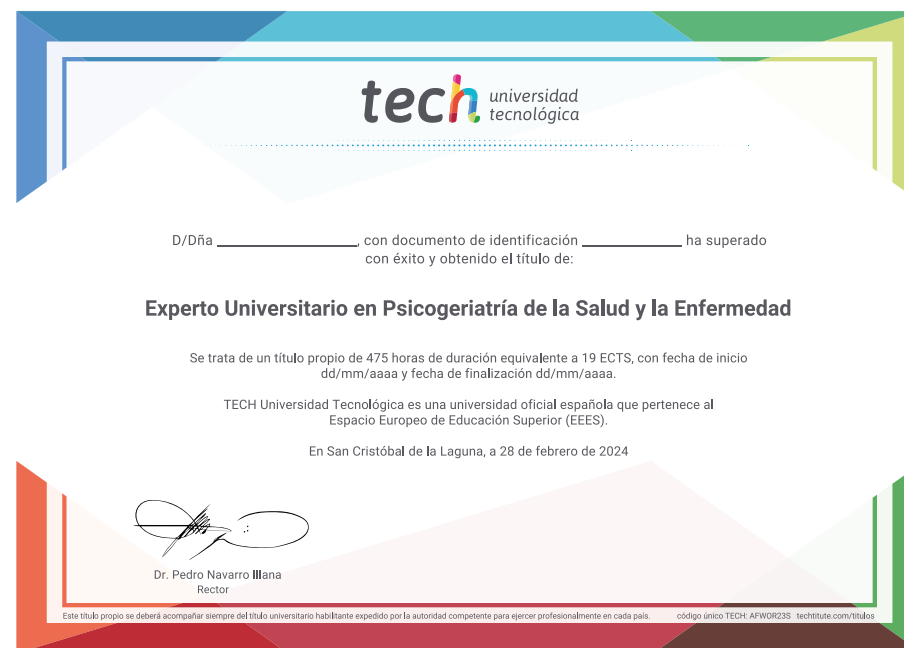 tech universidad
tecnológica
D/Dña ____________________, con documento de identificación ______________ ha superado
con éxito y obtenido el título de:
Experto Universitario en Psicogeriatría de la Salud y la Enfermedad
Se trata de un título propio de 475 horas de duración equivalente a 19 ECTS, con fecha de inicio
dd/mm/aaaa y fecha de finalización dd/mm/aaaa.
TECH Universidad Tecnológica es una universidad oficial española que pertenece al
Espacio Europeo de Educación Superior (EEES).
En San Cristóbal de la Laguna, a 28 de febrero de 2024
Dr. Pedro Navarro Illana
Rector
Este título propio se deberá acompañar siempre del título universitario habilitante expedido por la autoridad competente para ejercer profesionalmente en cada país. código único TECH: AFWOR23S techtitute.com/titulos